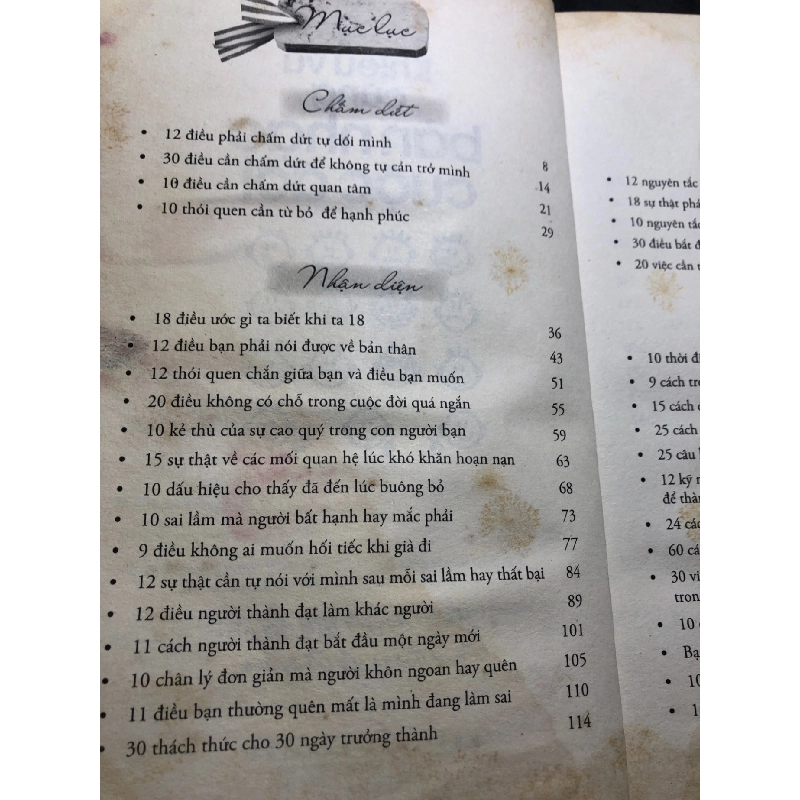 Mục lục
Chấm dứt
• 12 điều phải chấm dứt tự dối mình 8
• 30 điều cần chấm dứt để không tự cản trở mình 14
• 10 điều cần chấm dứt quan tâm 21
• 10 thói quen cần từ bỏ để hạnh phúc 29
Nhận diện
• 18 điều ước gì ta biết khi ta 18 36
• 12 điều bạn phải nói được về bản thân 43
• 12 thói quen chắn giữa bạn và điều bạn muốn 51
• 20 điều không có chỗ trong cuộc đời quá ngắn 55
• 10 kẻ thù của sự cao quý trong con người bạn 59
• 15 sự thật về các mối quan hệ lúc khó khăn hoạn nạn 63
• 10 dấu hiệu cho thấy đã đến lúc buông bỏ 68
• 10 sai lầm mà người bất hạnh hay mắc phải 73
• 9 điều không ai muốn hối tiếc khi già đi 77
• 12 sự thật cần tự nói với mình sau mỗi sai lầm hay thất bại 84
• 12 điều người thành đạt làm khác người 89
• 11 cách người thành đạt bắt đầu một ngày mới 101
• 10 chân lý đơn giản mà người khôn ngoan hay quên 105
• 11 điều bạn thường quên mất là mình đang làm sai 110
• 30 thách thức cho 30 ngày trưởng thành 114
• 12 nguyên tắc
• 18 sự thật
• 10 nguyên
• 30 điều bất
• 20 việc cần
• 10 thời
• 9 cách
• 15 cách
• 25 cách
• 25 câu
• 12 kỹ
để
• 24
• 60
• 30
• 10
•
• 10
•